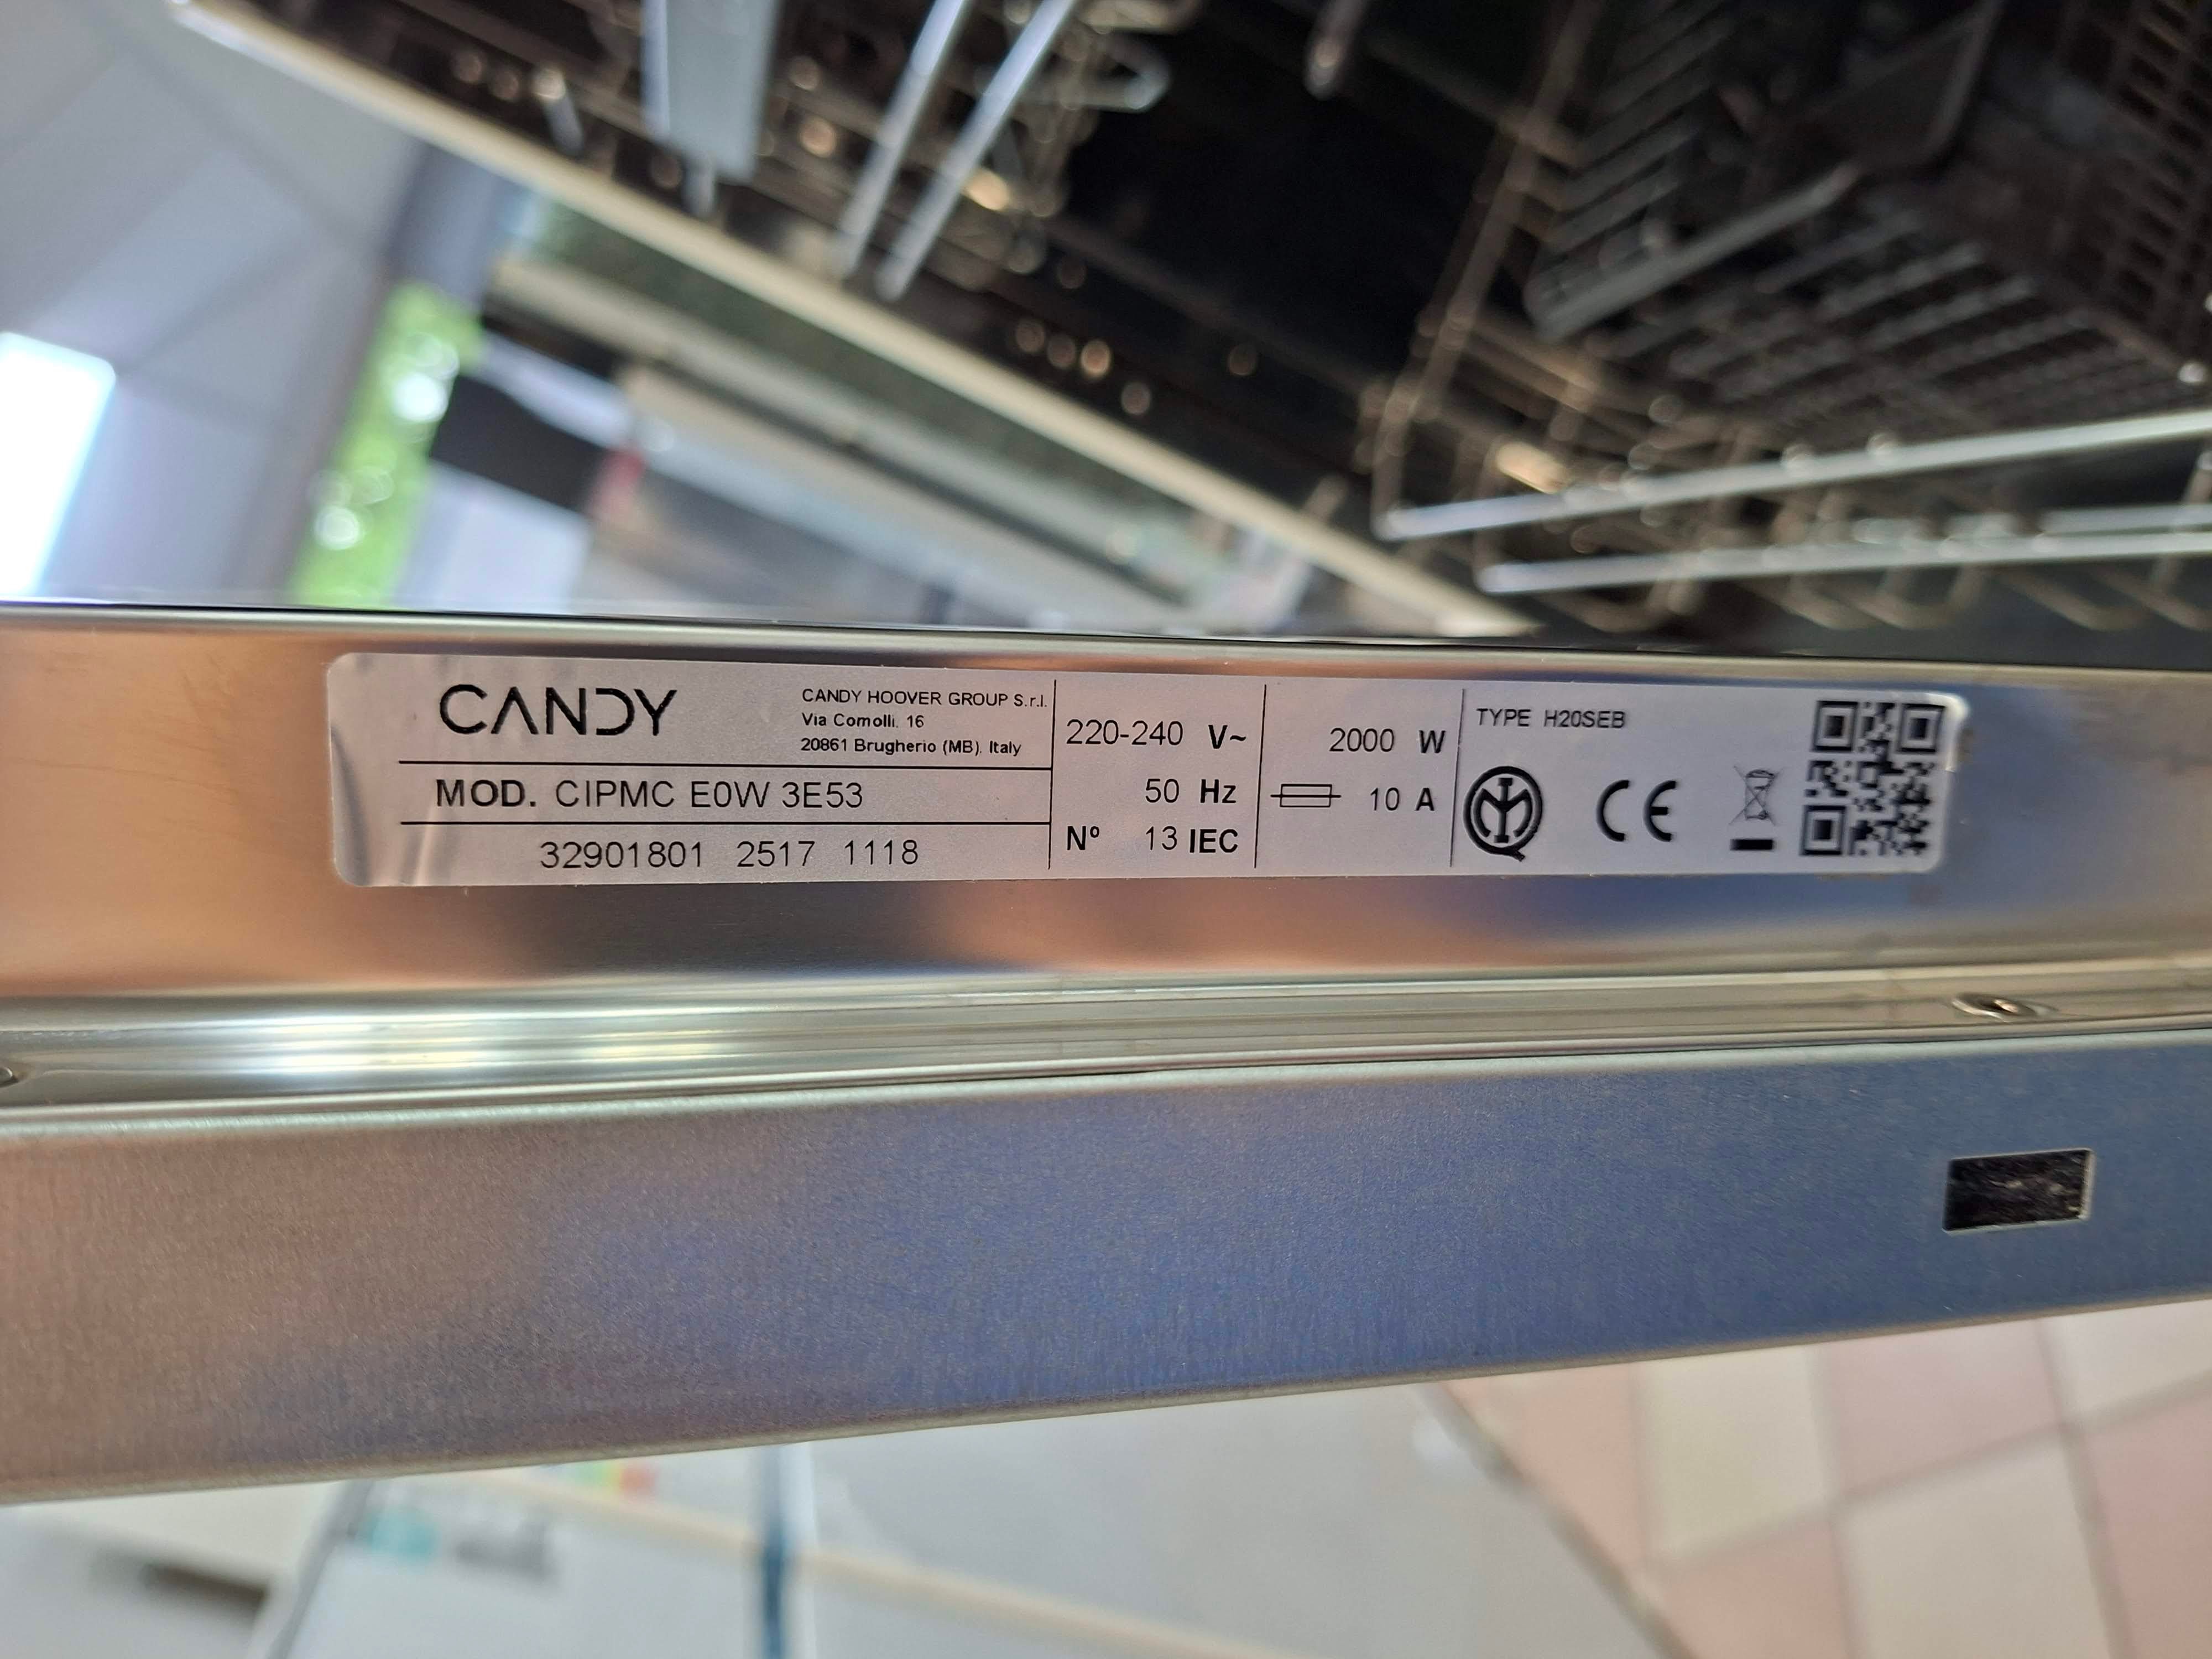 CANDY
CANDY HOOVER GROUP S.r.l.
Via Comolli, 16
20861 Brugherio (MB), Italy
MOD. CIPMC E0W 3E53
32901801 2517 1118
220-240 V~
50 Hz
Nº 13 IEC
2000 W
10 A
TYPE H20SEB
IMQ
CE